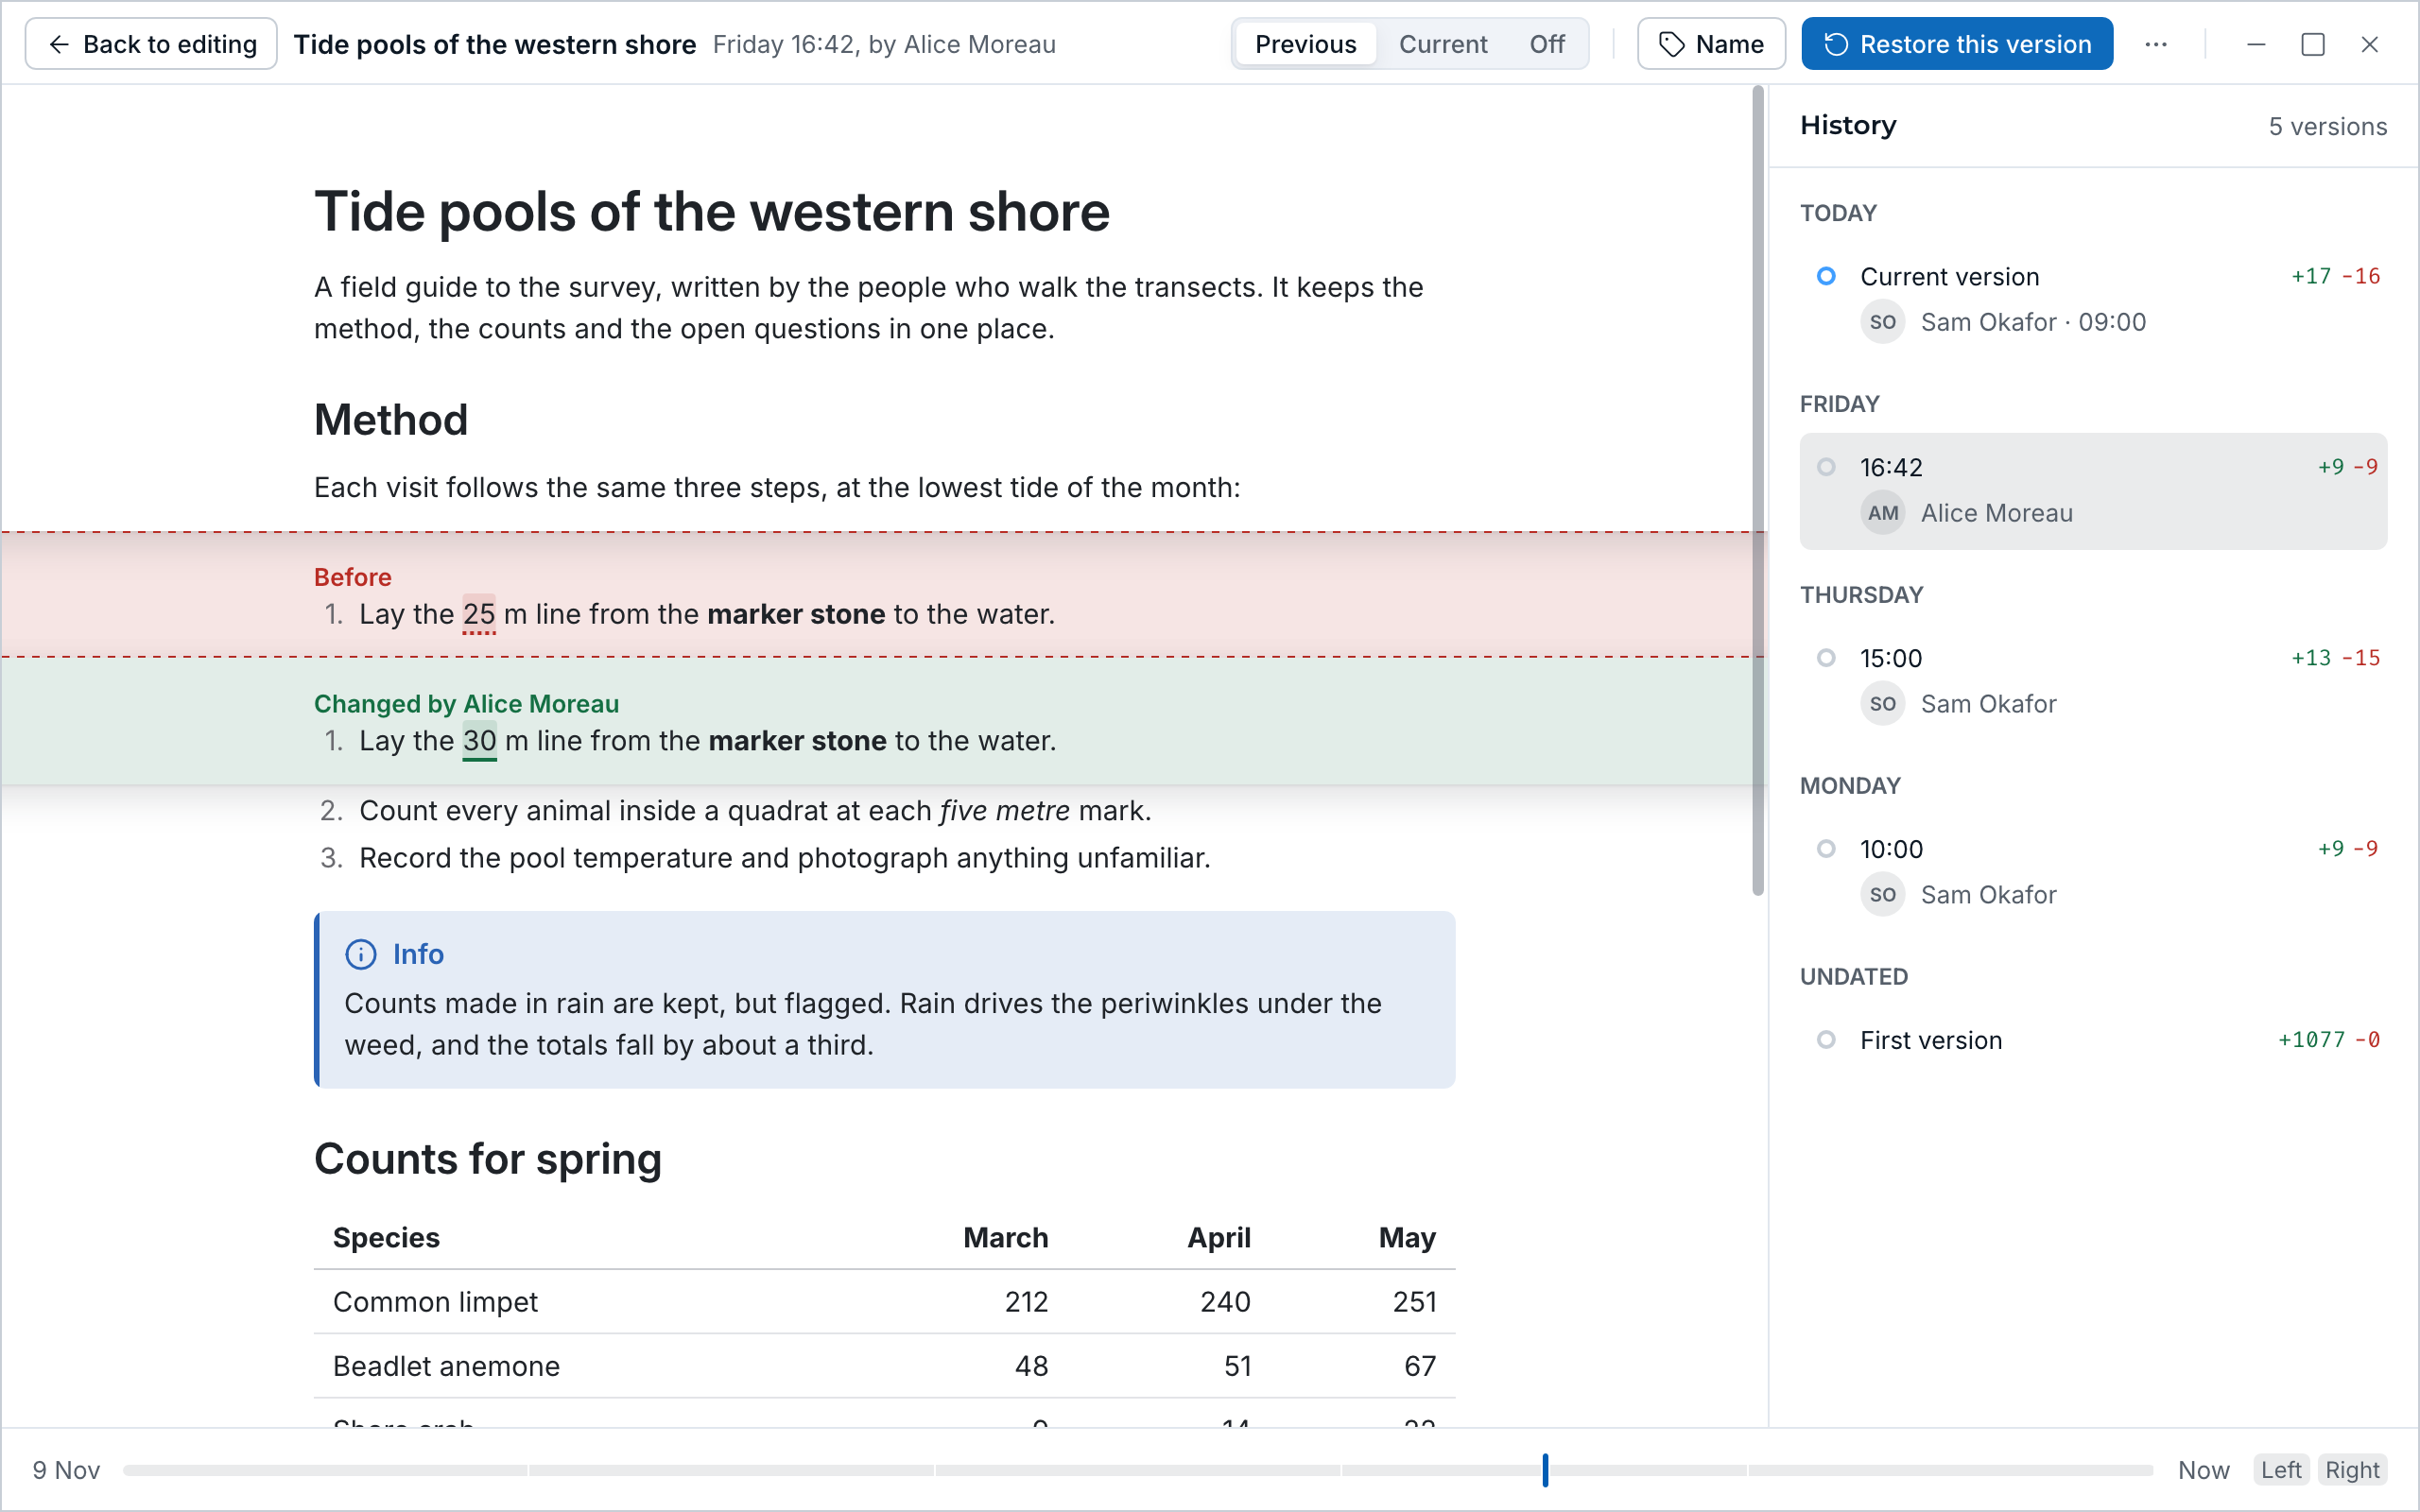 Back to editing
Tide pools of the western shore
Friday 16:42, by Alice Moreau
Previous
Current
Off
Name
Restore this version
Tide pools of the western shore
A field guide to the survey, written by the people who walk the transects. It keeps the
method, the counts and the open questions in one place.
Method
Each visit follows the same three steps, at the lowest tide of the month:
Before
1. Lay the 25 m line from the marker stone to the water.
Changed by Alice Moreau
1. Lay the 30 m line from the marker stone to the water.
2. Count every animal inside a quadrat at each five metre mark.
3. Record the pool temperature and photograph anything unfamiliar.
Info
Counts made in rain are kept, but flagged. Rain drives the periwinkles under the
weed, and the totals fall by about a third.
Counts for spring
Species March April May
Common limpet 212 240 251
Beadlet anemone 48 51 67
History
5 versions
TODAY
Current version +17 -16
SO Sam Okafor · 09:00
FRIDAY
16:42 +9 -9
AM Alice Moreau
THURSDAY
15:00 +13 -15
SO Sam Okafor
MONDAY
10:00 +9 -9
SO Sam Okafor
UNDATED
First version +1077 -0
9 Nov
Now
Left
Right